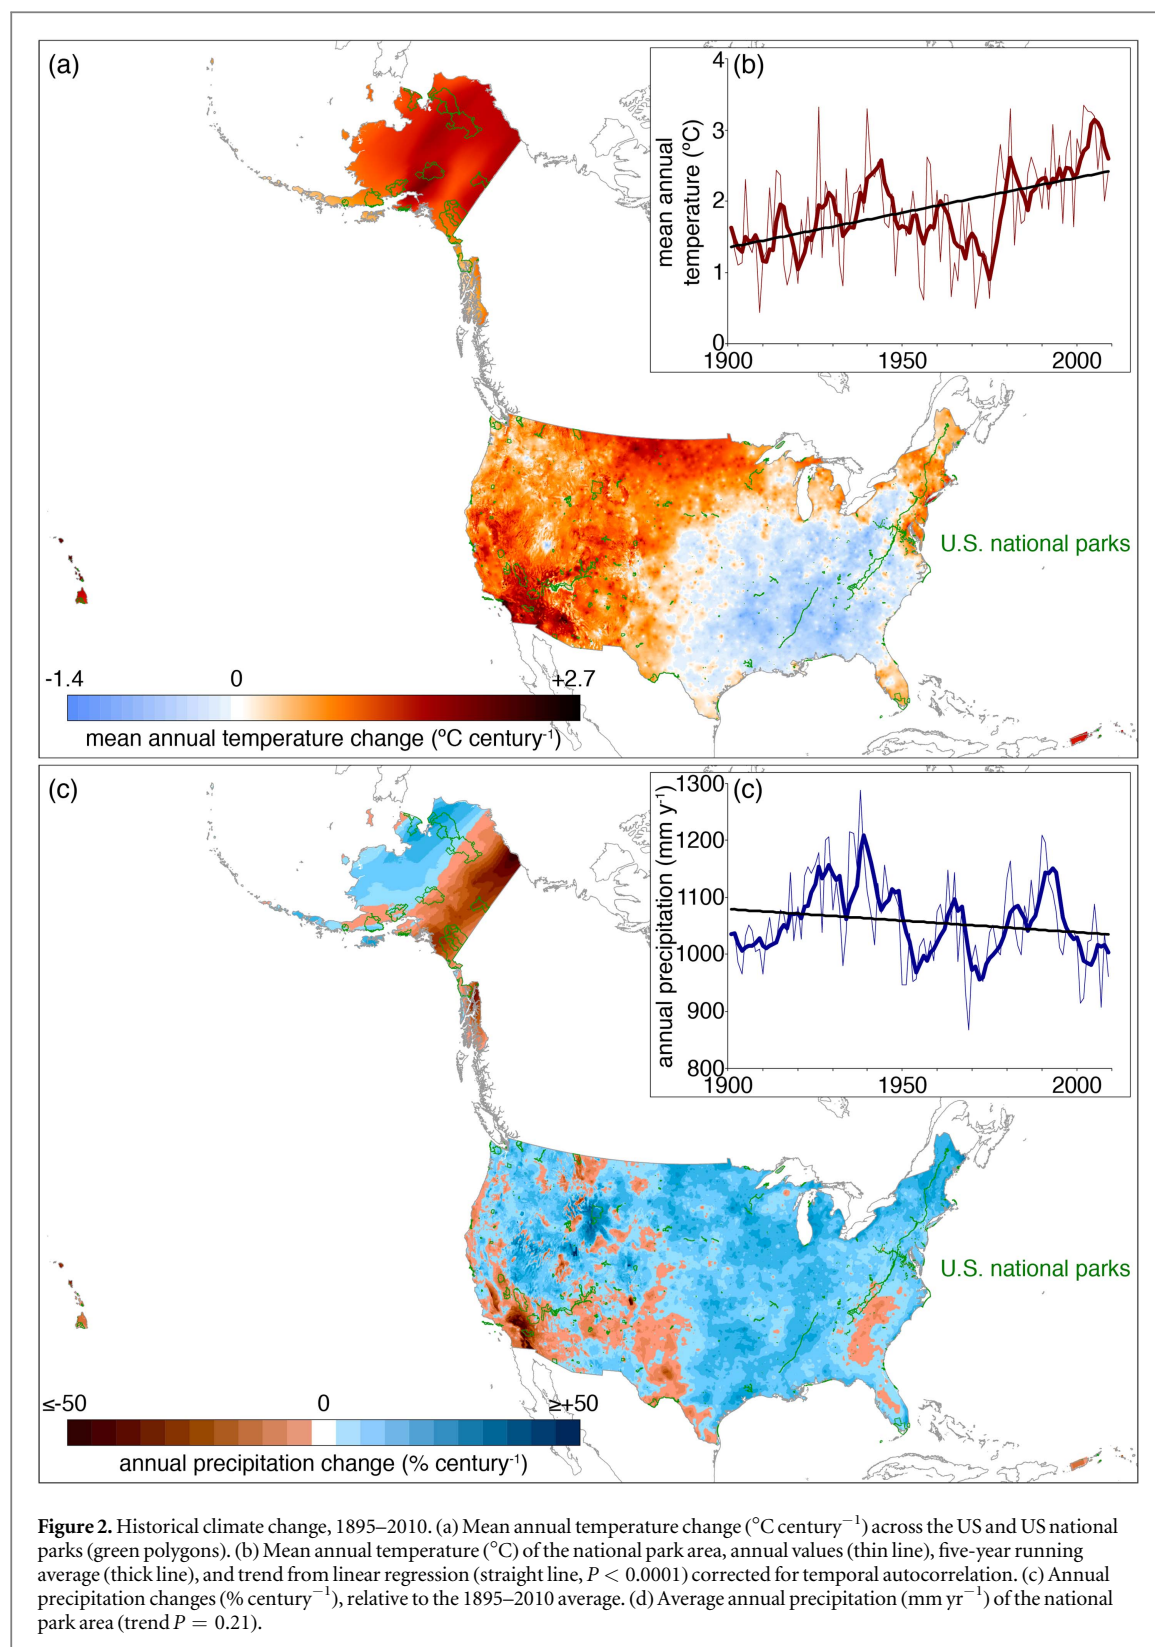 (a)
(b)
4
3
2
1
0
mean annual
temperature (ºC)
1900
1950
2000
U.S. national parks
-1.4
0
+2.7
mean annual temperature change (ºC century-1)
(c)
(c)
1300
1200
1100
1000
900
800
annual precipitation (mm y-1)
1900
1950
2000
U.S. national parks
≤-50
0
≥+50
annual precipitation change (% century-1)
Figure 2. Historical climate change, 1895–2010. (a) Mean annual temperature change (°C century−1) across the US and US national
parks (green polygons). (b) Mean annual temperature (°C) of the national park area, annual values (thin line), five-year running
average (thick line), and trend from linear regression (straight line, P < 0.0001) corrected for temporal autocorrelation. (c) Annual
precipitation changes (% century−1), relative to the 1895–2010 average. (d) Average annual precipitation (mm yr−1) of the national
park area (trend P = 0.21).